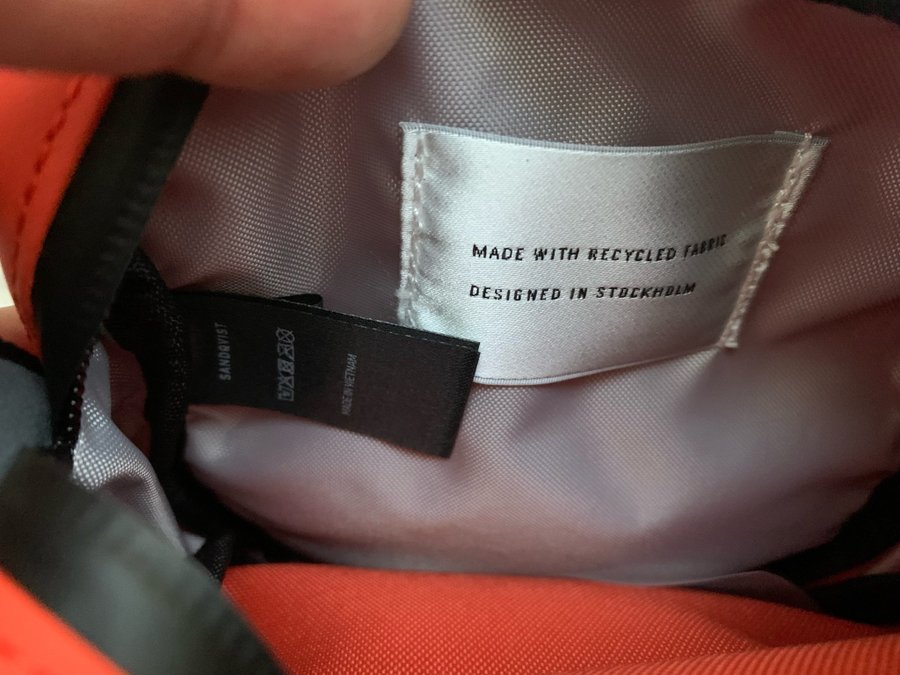 MADE WITH RECYCLED FABRIC
DESIGNED IN STOCKHOLM
SANDQVIST
MADE IN VIETNAM